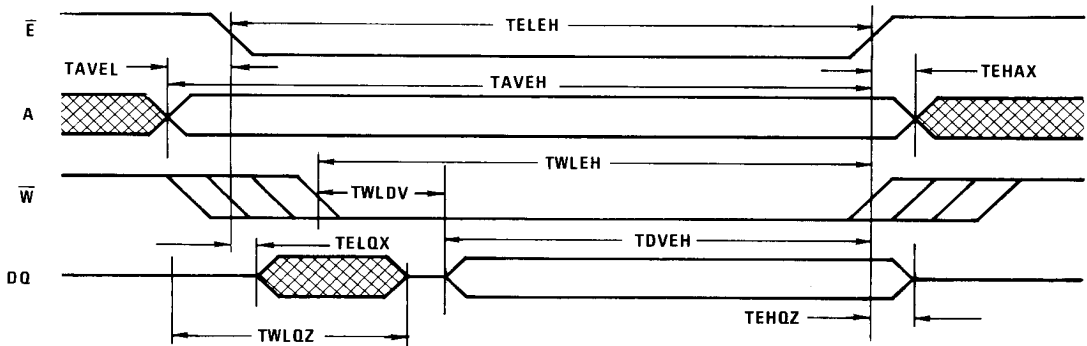 E̅ TELEH
TAVEL TAVEH TEHAX
A
TWLEH
W̅ TWLDV
TELQX TDVEH
DQ
TWLQZ TEHQZ